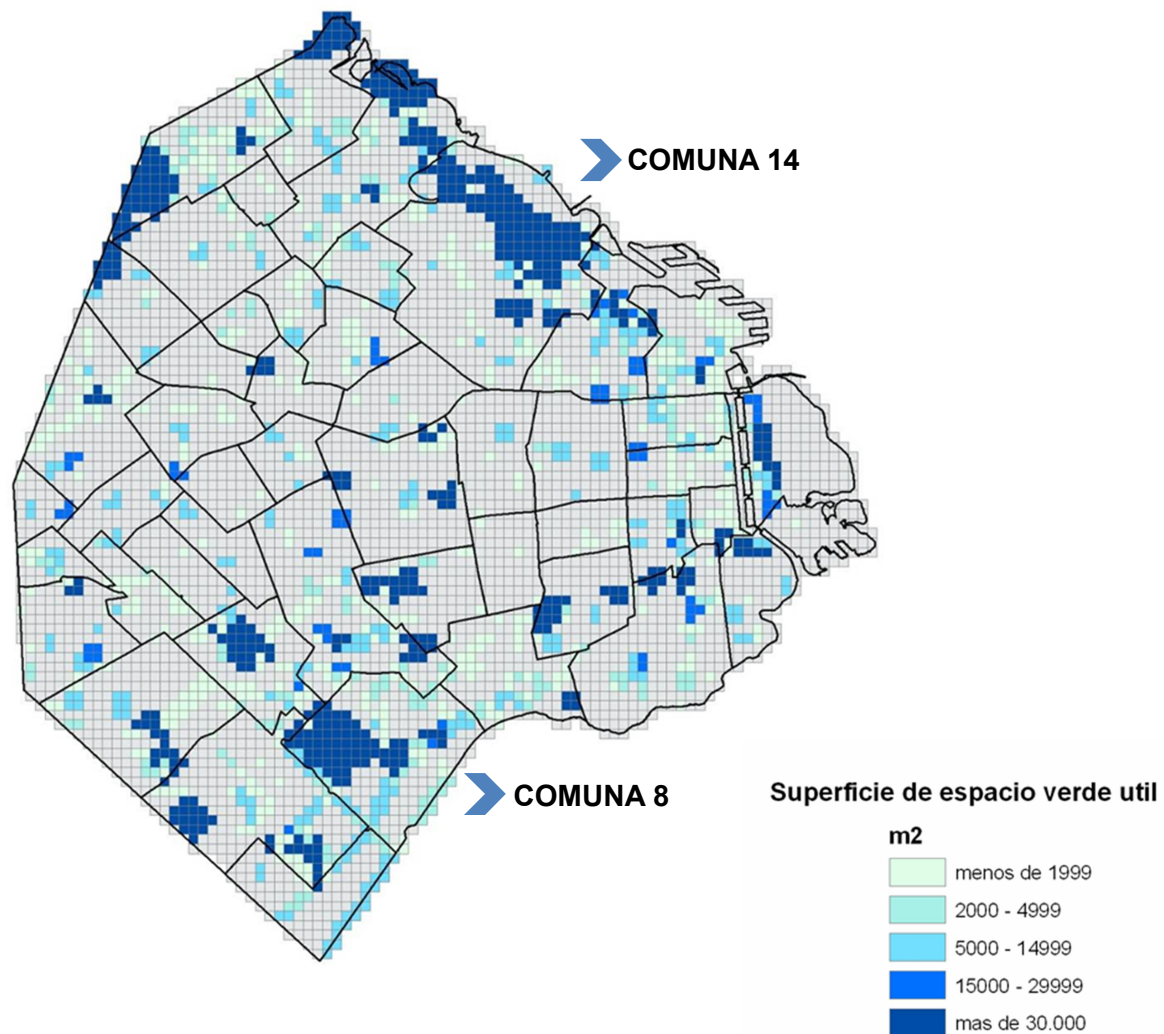 COMUNA 14
COMUNA 8
Superficie de espacio verde util
m2
menos de 1999
2000 - 4999
5000 - 14999
15000 - 29999
mas de 30.000